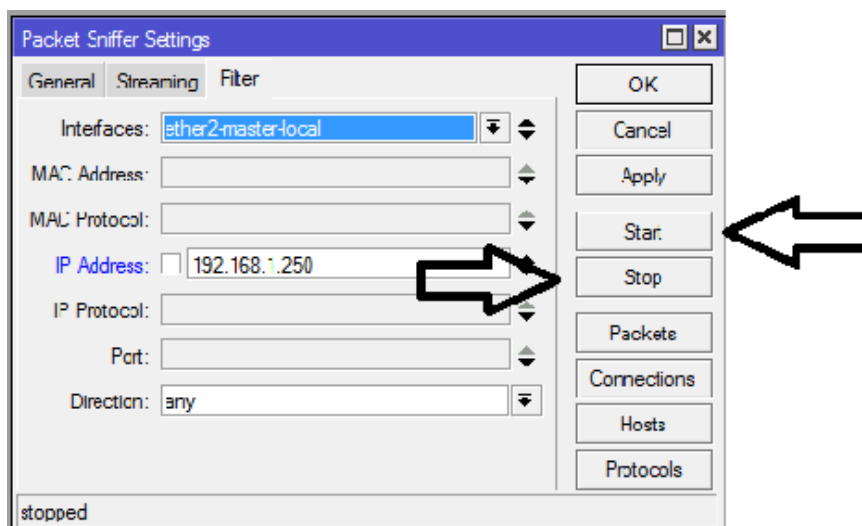 Packet Sniffer Settings
General Streaming Filter
Interfaces: ether2-master-local
MAC Address:
MAC Protocol:
IP Address: 192.168.1.250
IP Protocol:
Port:
Direction: any
OK
Cancel
Apply
Start
Stop
Packets
Connections
Hosts
Protocols
stopped